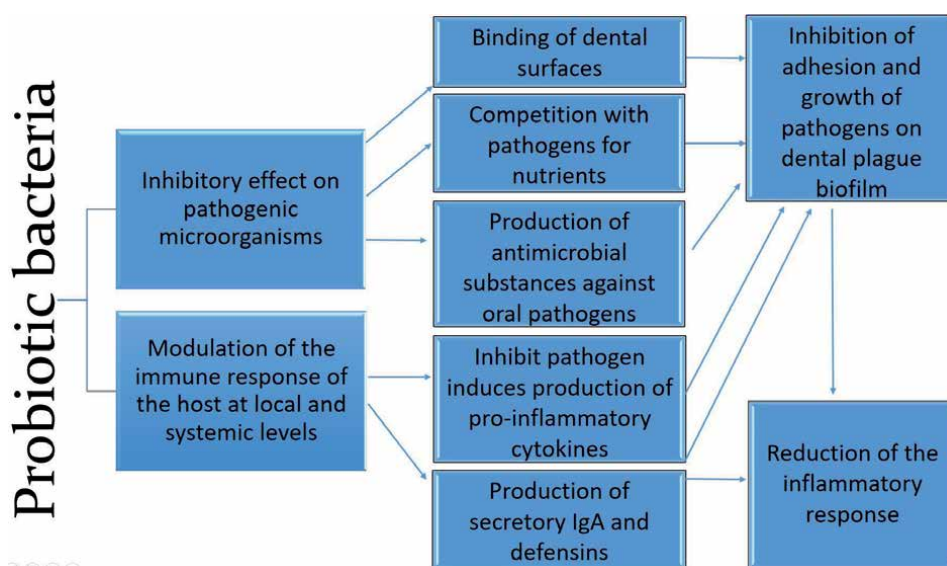 Probiotic bacteria
Inhibitory effect on
pathogenic
microorganisms
Modulation of the
immune response of
the host at local and
systemic levels
Binding of dental
surfaces
Competition with
pathogens for
nutrients
Production of
antimicrobial
substances against
oral pathogens
Inhibit pathogen
induces production of
pro-inflammatory
cytokines
Production of
secretory IgA and
defensins
Inhibition of
adhesion and
growth of
pathogens on
dental plague
biofilm
Reduction of the
inflammatory
response